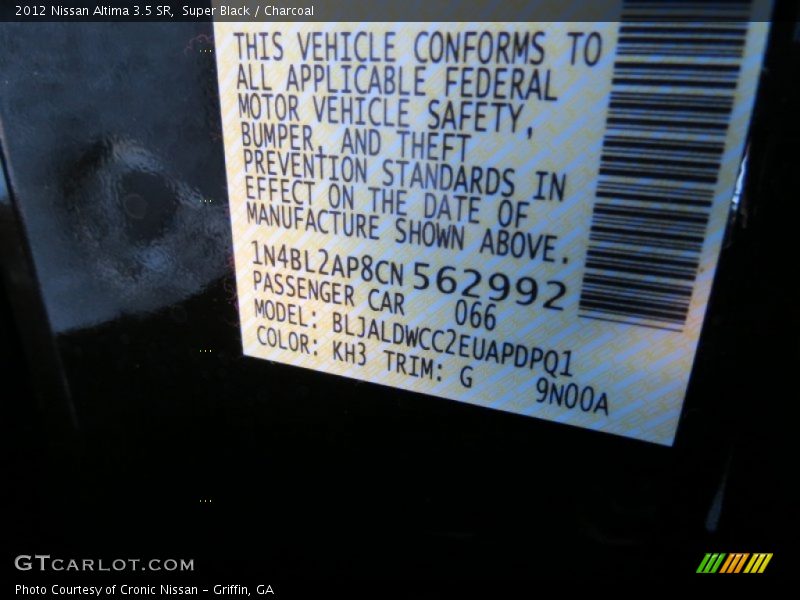 2012 Nissan Altima 3.5 SR, Super Black / Charcoal
THIS VEHICLE CONFORMS TO
ALL APPLICABLE FEDERAL
MOTOR VEHICLE SAFETY,
BUMPER, AND THEFT
PREVENTION STANDARDS IN
EFFECT ON THE DATE OF
MANUFACTURE SHOWN ABOVE.
1N4BL2AP8CN 562992
PASSENGER CAR 066
MODEL: BLJALDWCC2EUAPDPQ1
COLOR: KH3 TRIM: G 9N00A
GTCARLOT.COM
Photo Courtesy of Cronic Nissan - Griffin, GA